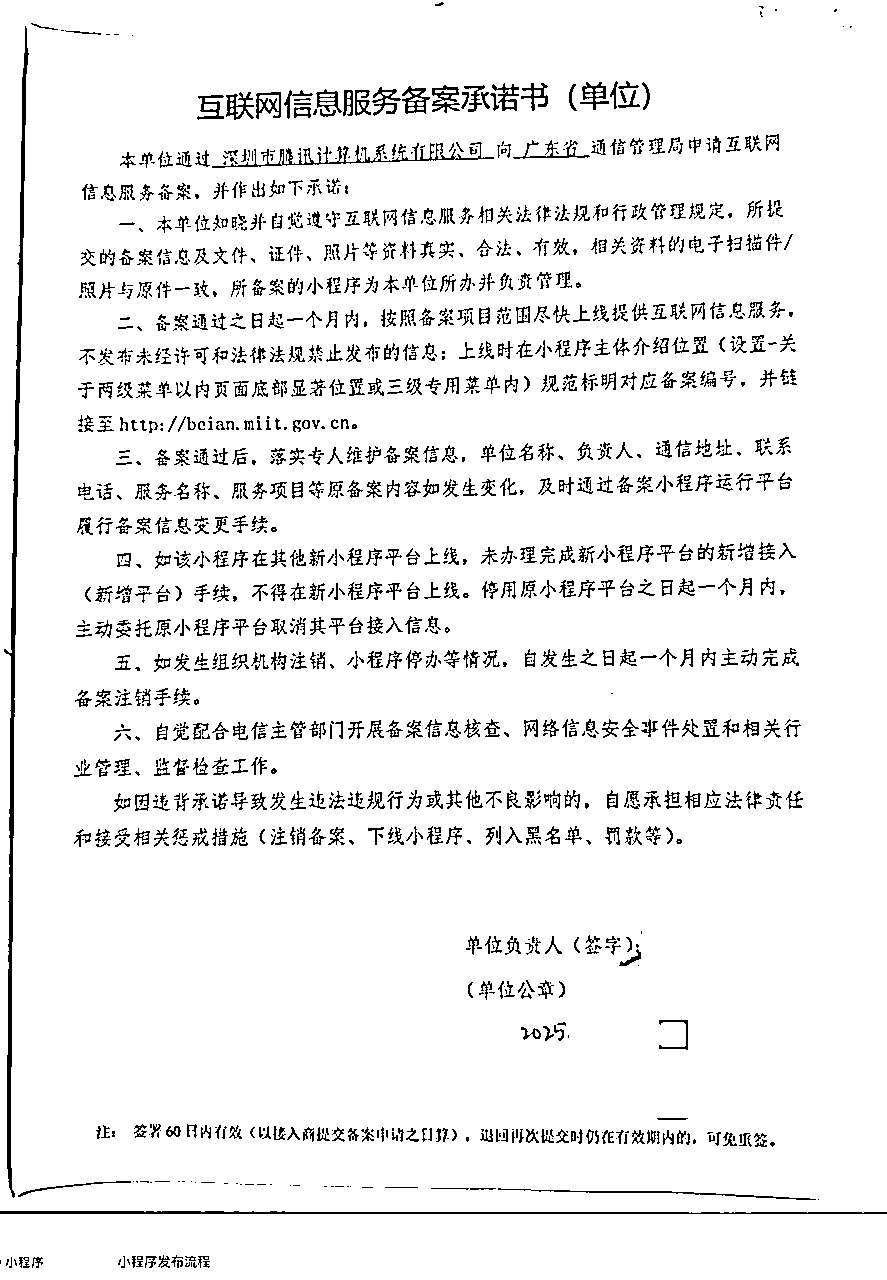 互联网信息服务备案承诺书（单位）
本单位通过 深圳市腾讯计算机系统有限公司 向 广东省 通信管理局申请互联网
信息服务备案，并作出如下承诺：
一、本单位知晓并自觉遵守互联网信息服务相关法律法规和行政管理规定，所提
交的备案信息及文件、证件、照片等资料真实、合法、有效，相关资料的电子扫描件/
照片与原件一致，所备案的小程序为本单位所办并负责管理。
二、备案通过之日起一个月内，按照备案项目范围尽快上线提供互联网信息服务，
不发布未经许可和法律法规禁止发布的信息；上线时在小程序主体介绍位置（设置-关
于两级菜单以内页面底部显著位置或三级专用菜单内）规范标明对应备案编号，并链
接至http://beian.miit.gov.cn。
三、备案通过后，落实专人维护备案信息，单位名称、负责人、通信地址、联系
电话、服务名称、服务项目等原备案内容如发生变化，及时通过备案小程序运行平台
履行备案信息变更手续。
四、如该小程序在其他新小程序平台上线，未办理完成新小程序平台的新增接入
（新增平台）手续，不得在新小程序平台上线。停用原小程序平台之日起一个月内，
主动委托原小程序平台取消其平台接入信息。
五、如发生组织机构注销、小程序停办等情况，自发生之日起一个月内主动完成
备案注销手续。
六、自觉配合电信主管部门开展备案信息核查、网络信息安全事件处置和相关行
业管理、监督检查工作。
如因违背承诺导致发生违法违规行为或其他不良影响的，自愿承担相应法律责任
和接受相关惩戒措施（注销备案、下线小程序、列入黑名单、罚款等）。
单位负责人（签字）：
（单位公章）
2025.
注： 签署60日内有效（以接入商提交备案申请之日算），退回再次提交时仍在有效期内的，可免重签。
小程序 小程序发布流程